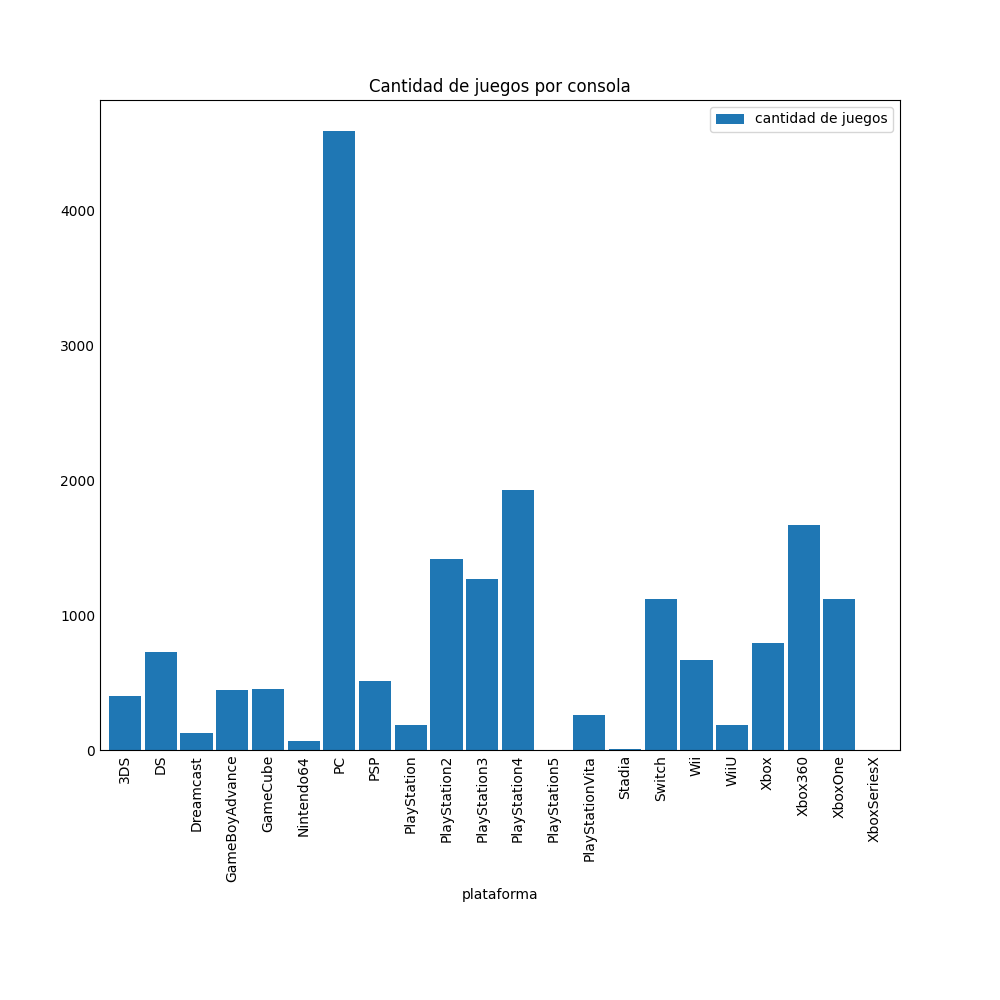 Cantidad de juegos por consola
cantidad de juegos
4000
3000
2000
1000
0
3DS
DS
Dreamcast
GameBoyAdvance
GameCube
Nintendo64
PC
PSP
PlayStation
PlayStation2
PlayStation3
PlayStation4
PlayStation5
PlayStationVita
Stadia
Switch
Wii
WiiU
Xbox
Xbox360
XboxOne
XboxSeriesX
plataforma